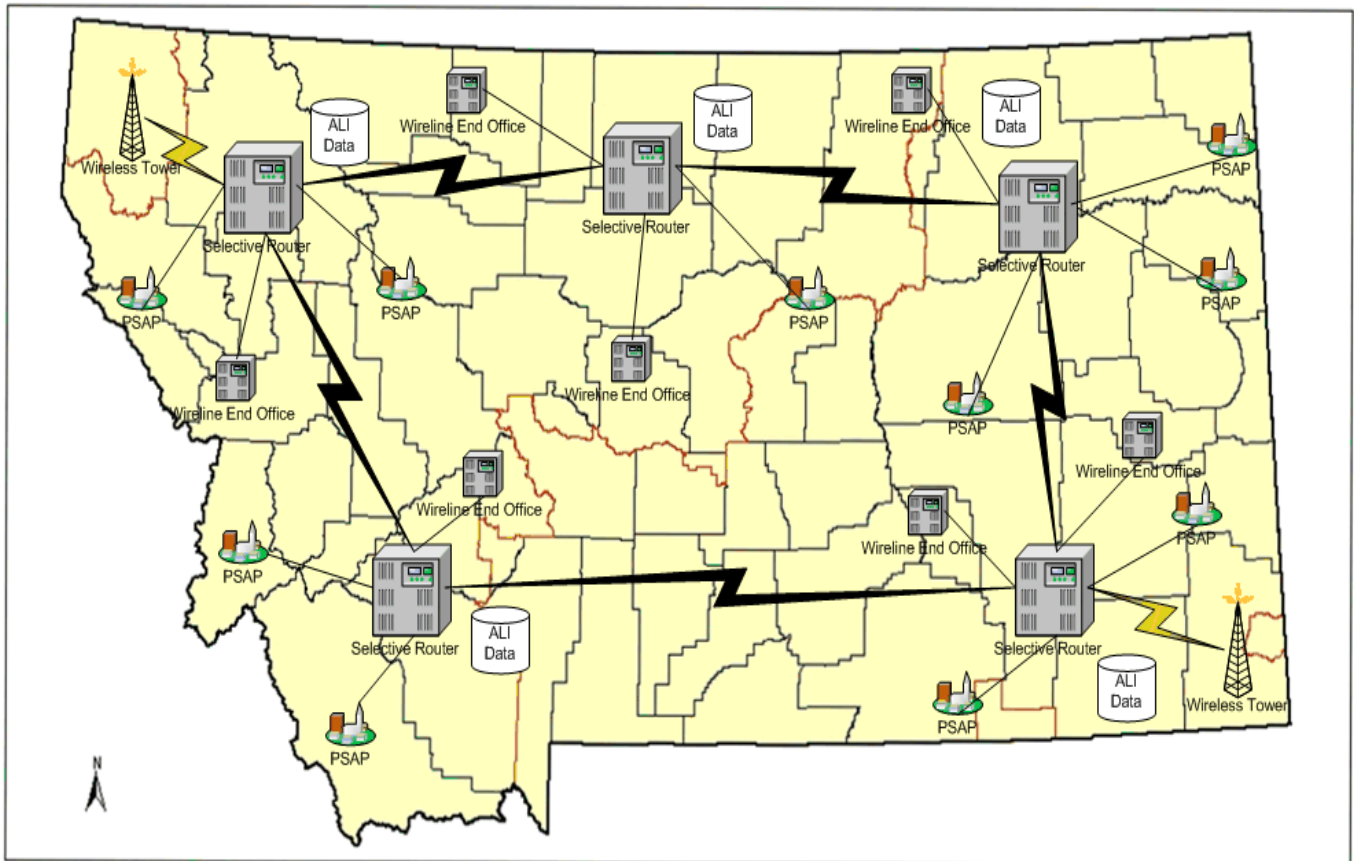 ALI
Data
Wireline End Office
ALI
Data
Wireline End Office
ALI
Data
Wireless Tower
PSAP
Selective Router
Selective Router
Selective Router
PSAP
PSAP
PSAP
PSAP
Wireline End Office
Wireline End Office
PSAP
Wireline End Office
Wireline End Office
Wireline End Office
PSAP
PSAP
ALI
Data
Selective Router
Selective Router
ALI
Data
Wireless Tower
PSAP
PSAP
N